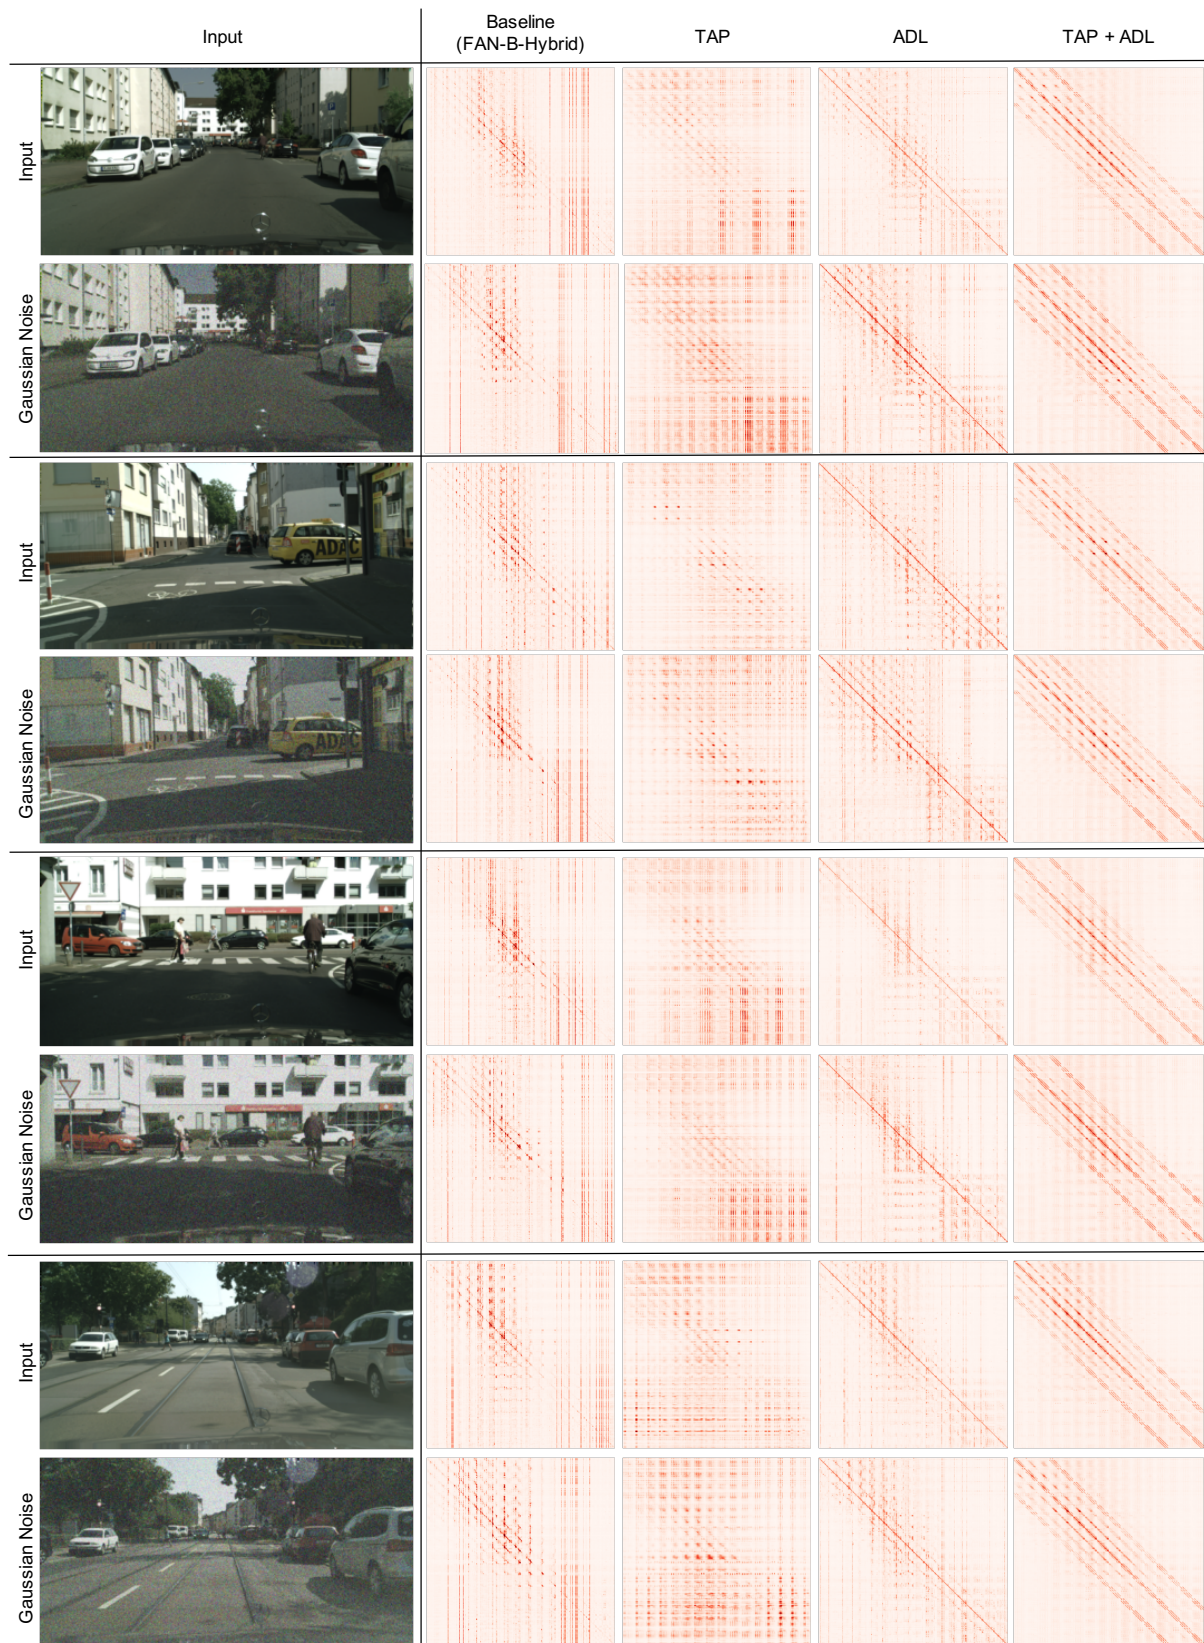 Input
Baseline
(FAN-B-Hybrid)
TAP
ADL
TAP + ADL
Input
Gaussian Noise
Input
ADAC
Gaussian Noise
ADAC
Input
Gaussian Noise
Input
Gaussian Noise